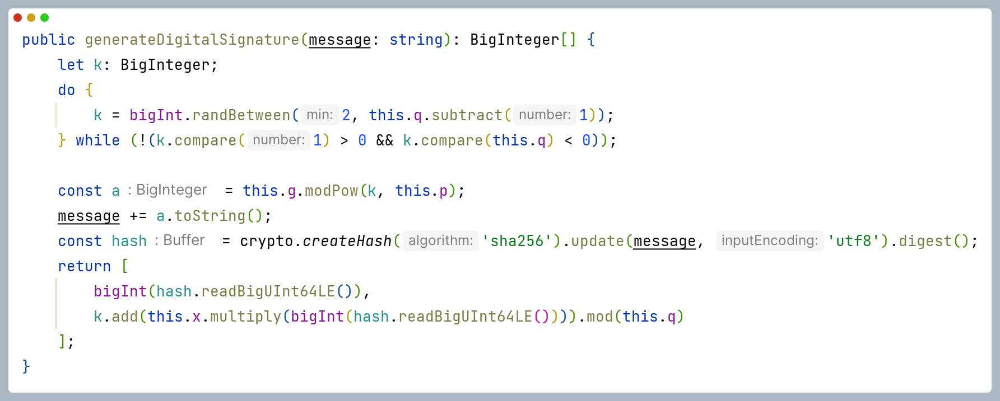 public generateDigitalSignature(message: string): BigInteger[] {
let k: BigInteger;
do {
k = bigInt.randBetween( min: 2, this.q.subtract( number: 1));
} while (!(k.compare( number: 1) > 0 && k.compare(this.q) < 0));
const a : BigInteger = this.g.modPow(k, this.p);
message += a.toString();
const hash : Buffer = crypto.createHash( algorithm: 'sha256').update(message, inputEncoding: 'utf8').digest();
return [
bigInt(hash.readBigUInt64LE()),
k.add(this.x.multiply(bigInt(hash.readBigUInt64LE()))).mod(this.q)
];
}